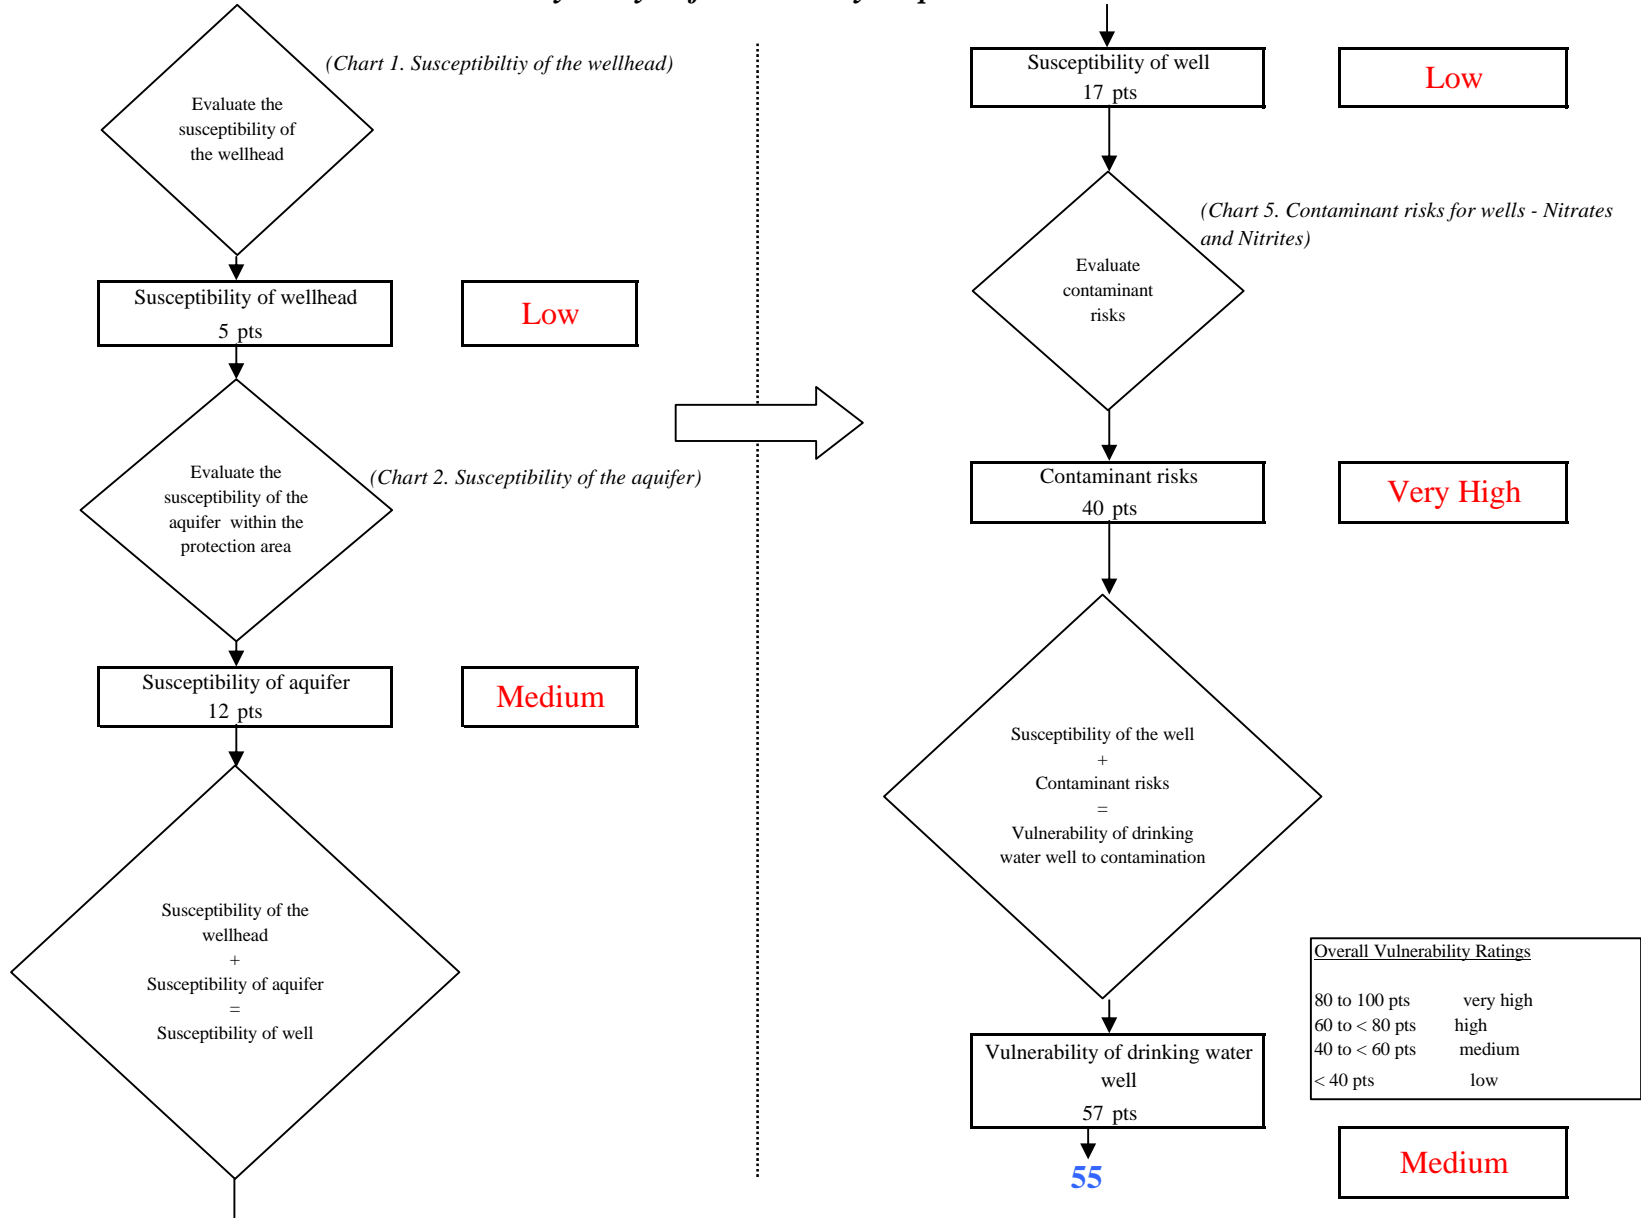 (Chart 1. Susceptibiltiy of the wellhead)
Evaluate the
susceptibility of
the wellhead
Susceptibility of wellhead
5 pts
Low
Evaluate the
susceptibility of the
aquifer within the
protection area
(Chart 2. Susceptibility of the aquifer)
Susceptibility of aquifer
12 pts
Medium
Susceptibility of the
wellhead
+
Susceptibility of aquifer
=
Susceptibility of well
Susceptibility of well
17 pts
Low
(Chart 5. Contaminant risks for wells - Nitrates
and Nitrites)
Evaluate
contaminant
risks
Contaminant risks
40 pts
Very High
Susceptibility of the well
+
Contaminant risks
=
Vulnerability of drinking
water well to contamination
Overall Vulnerability Ratings
80 to 100 pts very high
60 to < 80 pts high
40 to < 60 pts medium
< 40 pts low
Vulnerability of drinking water
well
57 pts
55
Medium